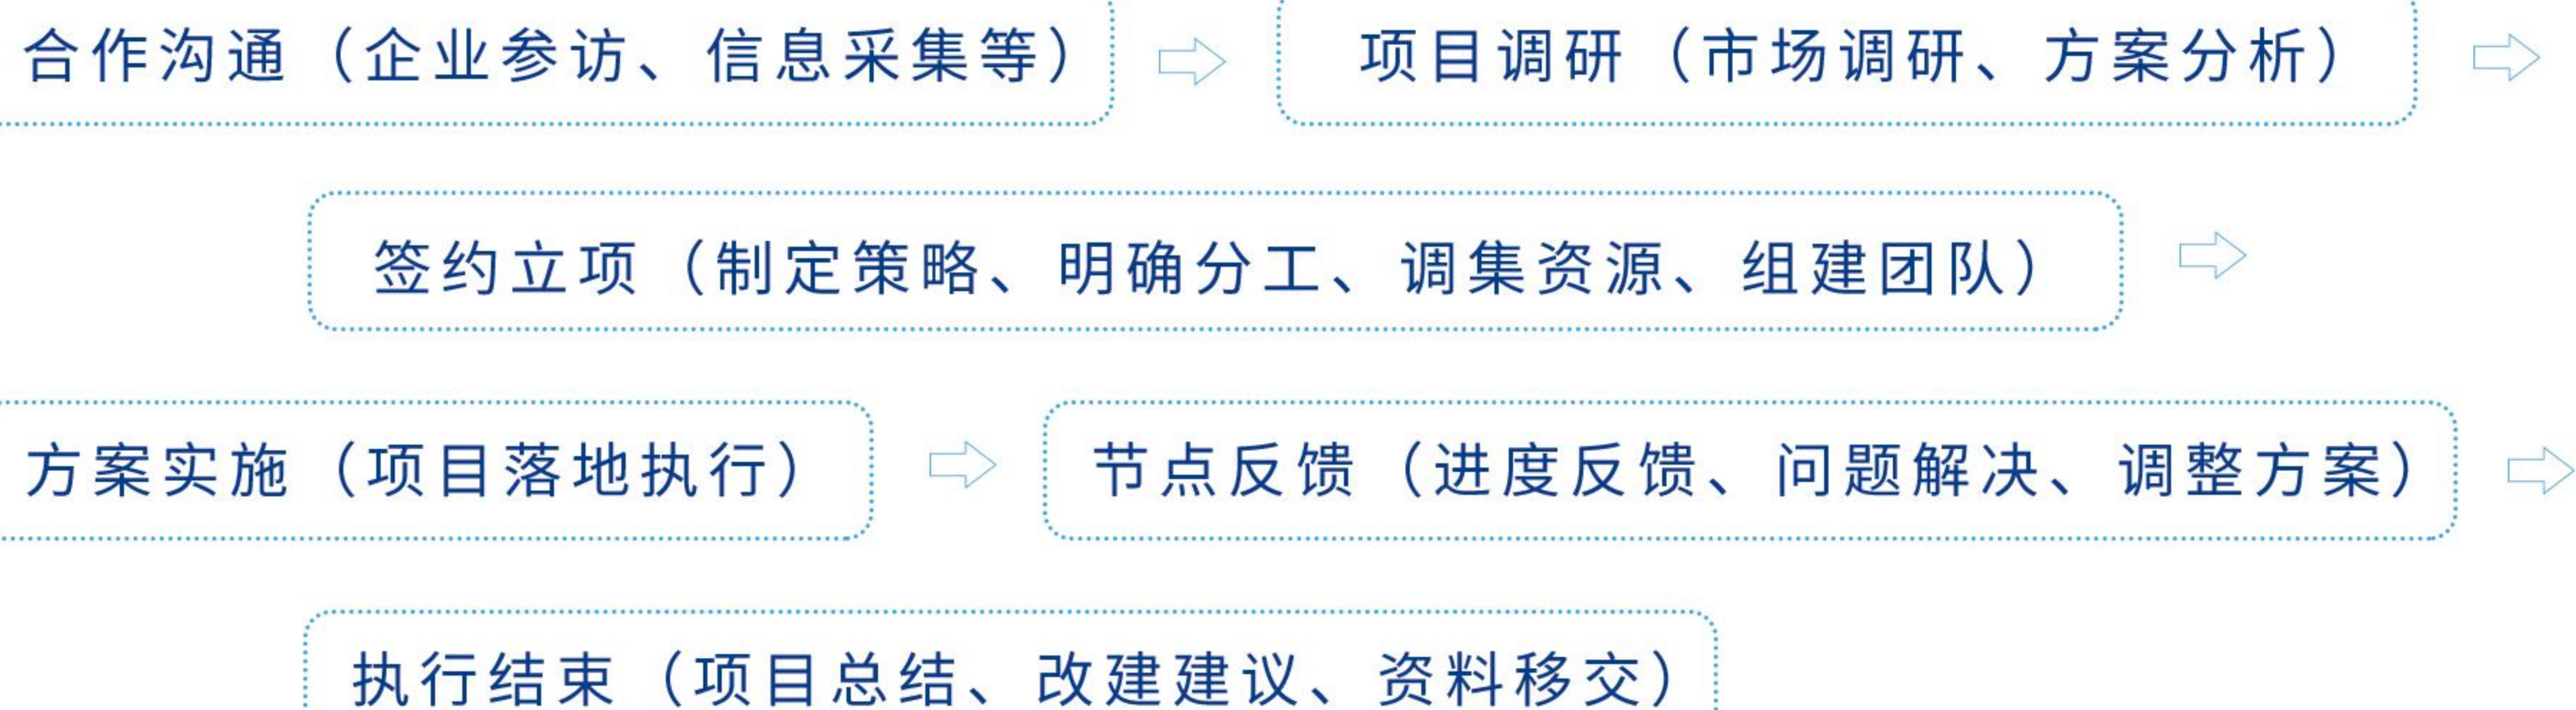 合作沟通（企业参访、信息采集等）
项目调研（市场调研、方案分析）
签约立项（制定策略、明确分工、调集资源、组建团队）
方案实施（项目落地执行）
节点反馈（进度反馈、问题解决、调整方案）
执行结束（项目总结、改建建议、资料移交）